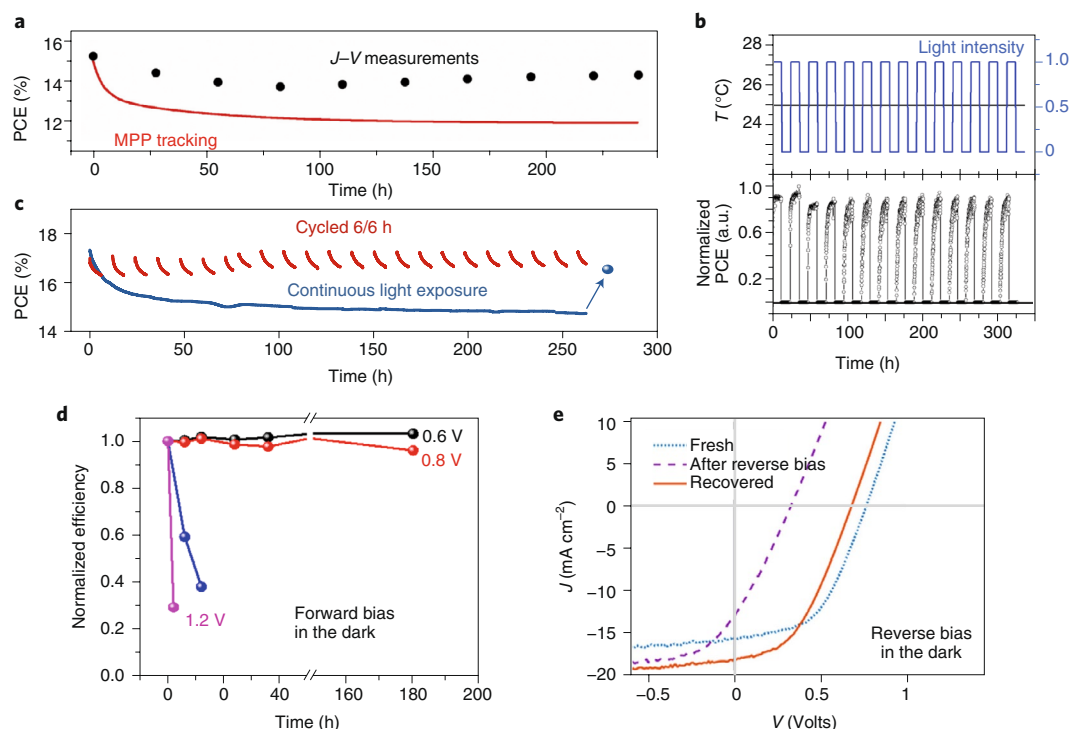 a
16
14
12
PCE (%)
J–V measurements
MPP tracking
0
50
100
150
200
Time (h)
b
28
26
24
T (°C)
Light intensity
1.0
0.5
0
1.0
0.6
0.2
Normalized
PCE (a.u.)
0
100
200
300
Time (h)
c
18
16
14
PCE (%)
Cycled 6/6 h
Continuous light exposure
0
50
100
150
200
250
300
Time (h)
d
1.0
0.8
0.6
0.4
0.2
0.0
Normalized efficiency
0.6 V
0.8 V
1.2 V
Forward bias
in the dark
0
0
40
160
180
200
Time (h)
e
10
5
0
−5
−10
−15
−20
J (mA cm⁻²)
Fresh
After reverse bias
Recovered
Reverse bias
in the dark
−0.5
0
0.5
1
V (Volts)